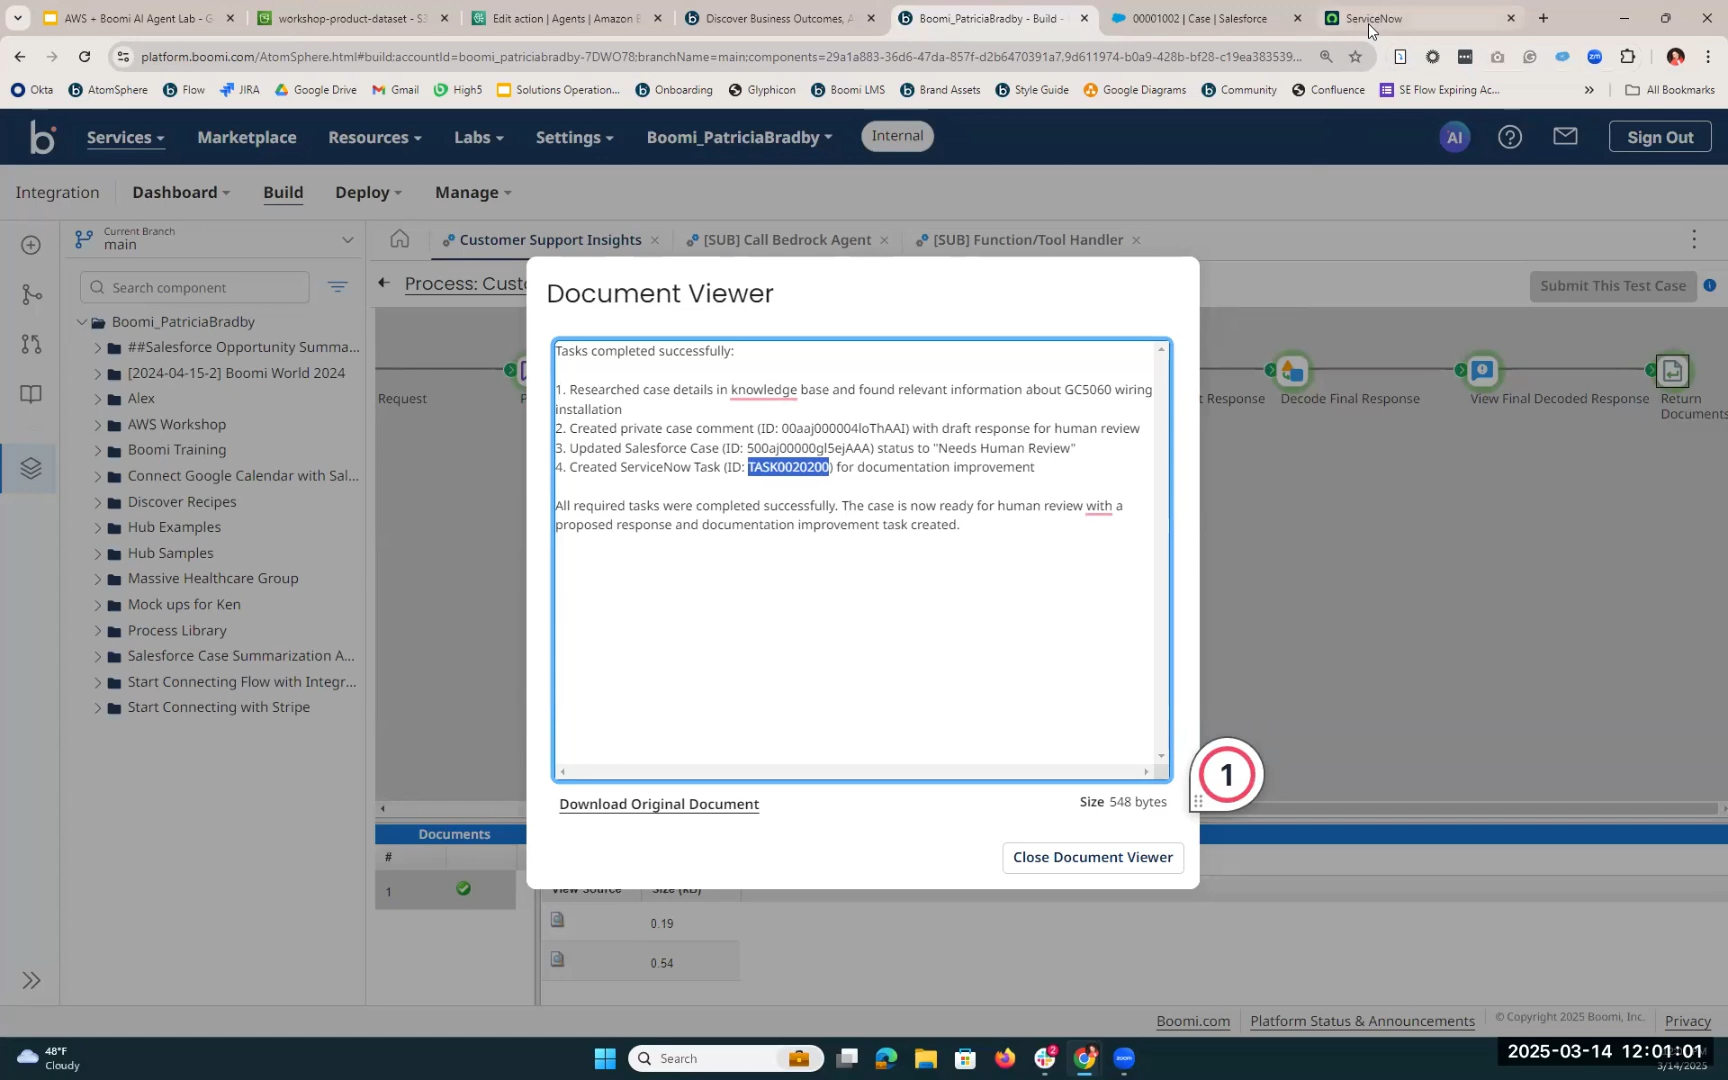 AWS + Boomi AI Agent Lab - G
workshop-product-dataset - S3
Edit action | Agents | Amazon B
Discover Business Outcomes, A
Boomi_PatriciaBradby - Build -
00001002 | Case | Salesforce
ServiceNow
platform.boomi.com/AtomSphere.html#build;accountId=boomi_patriciabradby-7DWO78;branchName=main;components=29a1a883-36d6-47da-857f-d2b6470391a7,9d611974-b0a9-428b-bf28-c19ea383539...
Okta
AtomSphere
Flow
JIRA
Google Drive
Gmail
High5
Solutions Operation...
Onboarding
Glyphicon
Boomi LMS
Brand Assets
Style Guide
Google Diagrams
Community
Confluence
SE Flow Expiring Ac...
All Bookmarks
b
Services
Marketplace
Resources
Labs
Settings
Boomi_PatriciaBradby
Internal
AI
Sign Out
Integration
Dashboard
Build
Deploy
Manage
Current Branch
main
Customer Support Insights
[SUB] Call Bedrock Agent
[SUB] Function/Tool Handler
Search component
Process: Custo
Submit This Test Case
Boomi_PatriciaBradby
##Salesforce Opportunity Summa...
[2024-04-15-2] Boomi World 2024
Alex
AWS Workshop
Boomi Training
Connect Google Calendar with Sal...
Discover Recipes
Hub Examples
Hub Samples
Massive Healthcare Group
Mock ups for Ken
Process Library
Salesforce Case Summarization A...
Start Connecting Flow with Integr...
Start Connecting with Stripe
Document Viewer
Tasks completed successfully:
1. Researched case details in knowledge base and found relevant information about GC5060 wiring
installation
2. Created private case comment (ID: 00aaj000004loThAAI) with draft response for human review
3. Updated Salesforce Case (ID: 500aj00000gl5ejAAA) status to "Needs Human Review"
4. Created ServiceNow Task (ID: TASK0020200) for documentation improvement
All required tasks were completed successfully. The case is now ready for human review with a
proposed response and documentation improvement task created.
Request
P
t Response
Decode Final Response
View Final Decoded Response
Return
Documents
1
Download Original Document
Size 548 bytes
Close Document Viewer
Documents
#
1
View Source
Size (kB)
0.19
0.54
Boomi.com
Platform Status & Announcements
© Copyright 2025 Boomi, Inc.
Privacy
48°F
Cloudy
Search
2
zoom
2025-03-14 12:01:01
3/14/2025